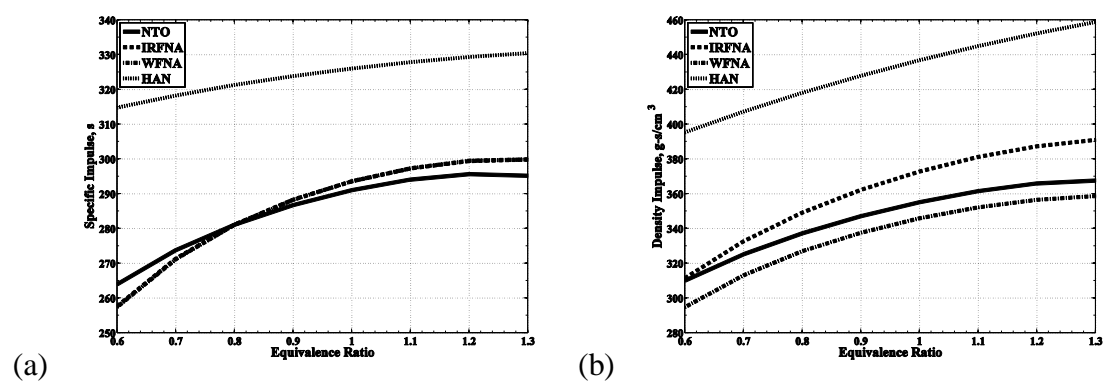 340
330
320
310
300
290
280
270
260
250
Specific Impulse, s
NTO
IRFNA
WFNA
HAN
0.6 0.7 0.8 0.9 1 1.1 1.2 1.3
Equivalence Ratio
(a)
460
440
420
400
380
360
340
320
300
280
Density Impulse, g-s/cm 3
NTO
IRFNA
WFNA
HAN
0.6 0.7 0.8 0.9 1 1.1 1.2 1.3
Equivalence Ratio
(b)